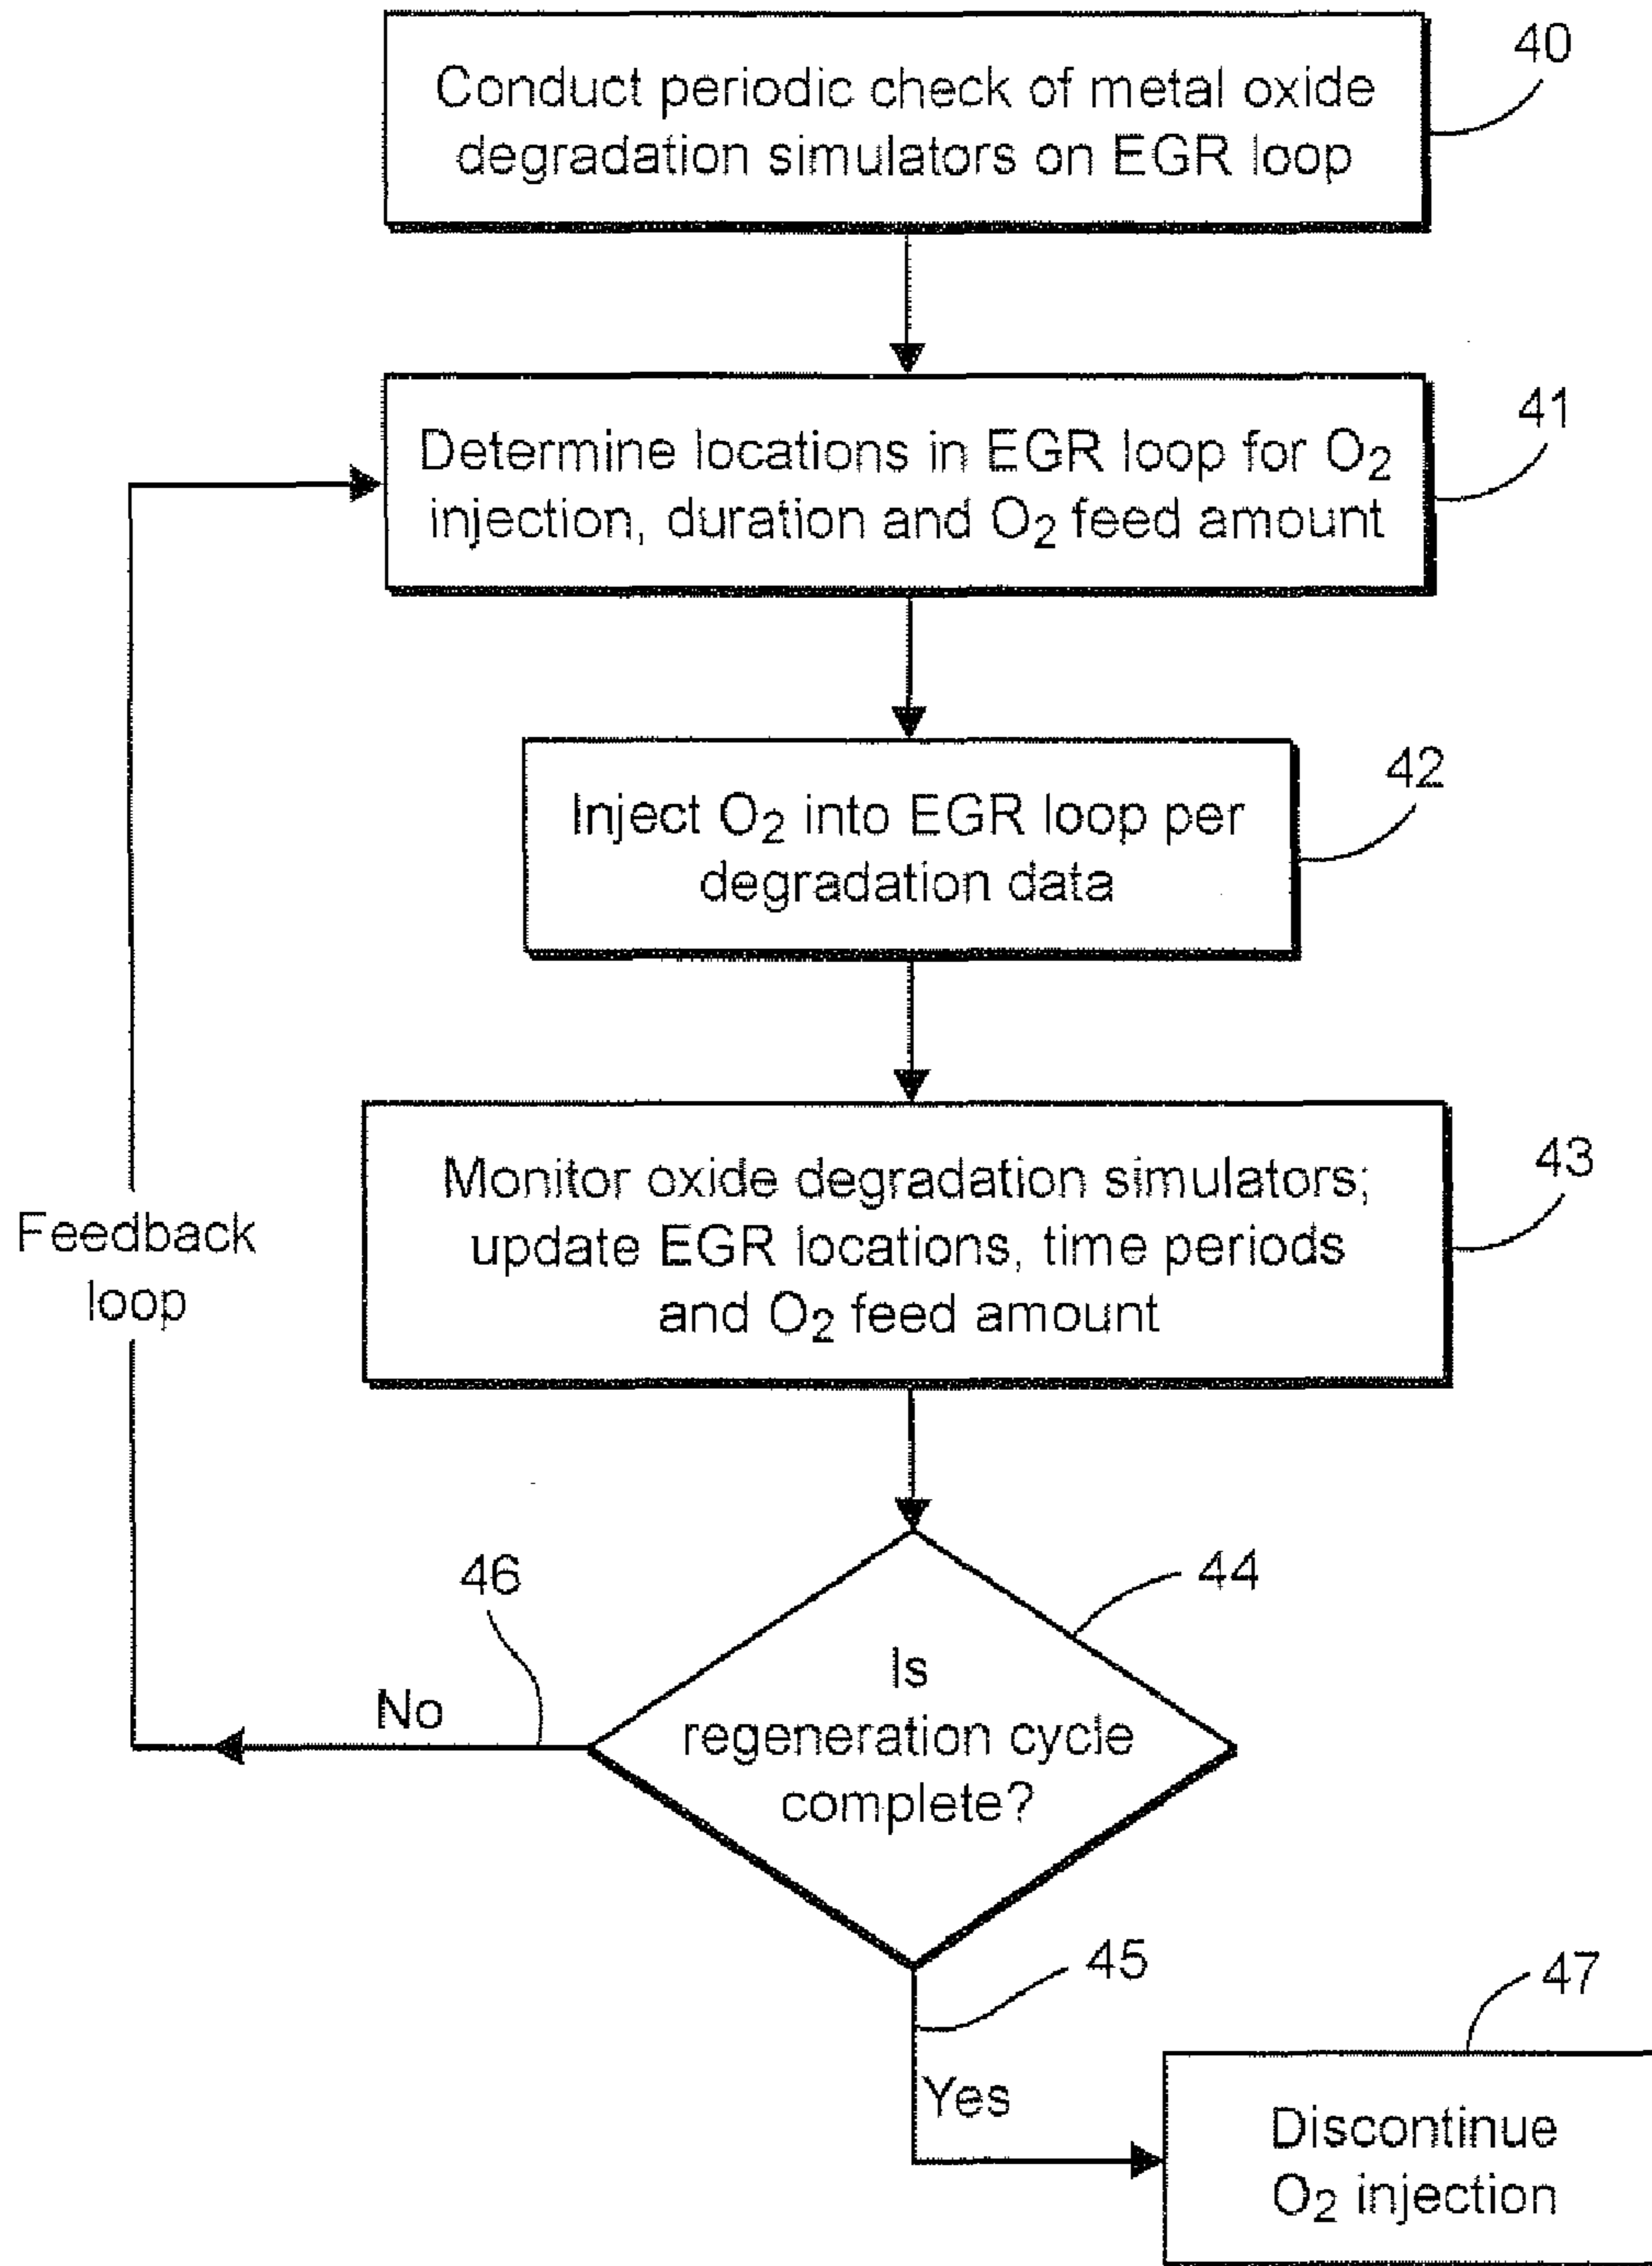 40
Conduct periodic check of metal oxide
degradation simulators on EGR loop
41
Determine locations in EGR loop for O₂
injection, duration and O₂ feed amount
42
Inject O₂ into EGR loop per
degradation data
43
Monitor oxide degradation simulators;
update EGR locations, time periods
and O₂ feed amount
Feedback
loop
44
46
Is
regeneration cycle
complete?
No
45
Yes
47
Discontinue
O₂ injection